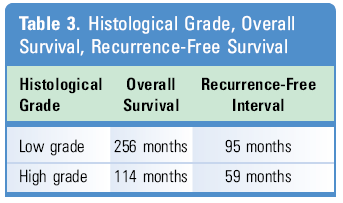 Table 3. Histological Grade, Overall
Survival, Recurrence-Free Survival
Histological Overall Recurrence-Free
Grade Survival Interval
Low grade 256 months 95 months
High grade 114 months 59 months